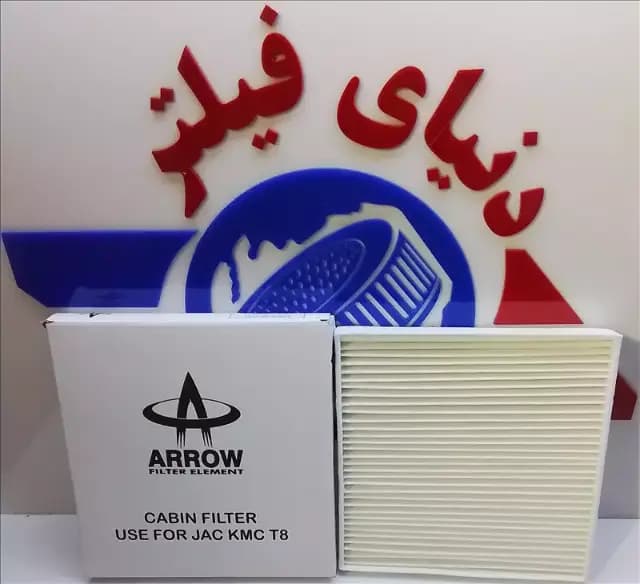 دنیای فیلتر
ARROW
FILTER ELEMENT
CABIN FILTER
USE FOR JAC KMC T8